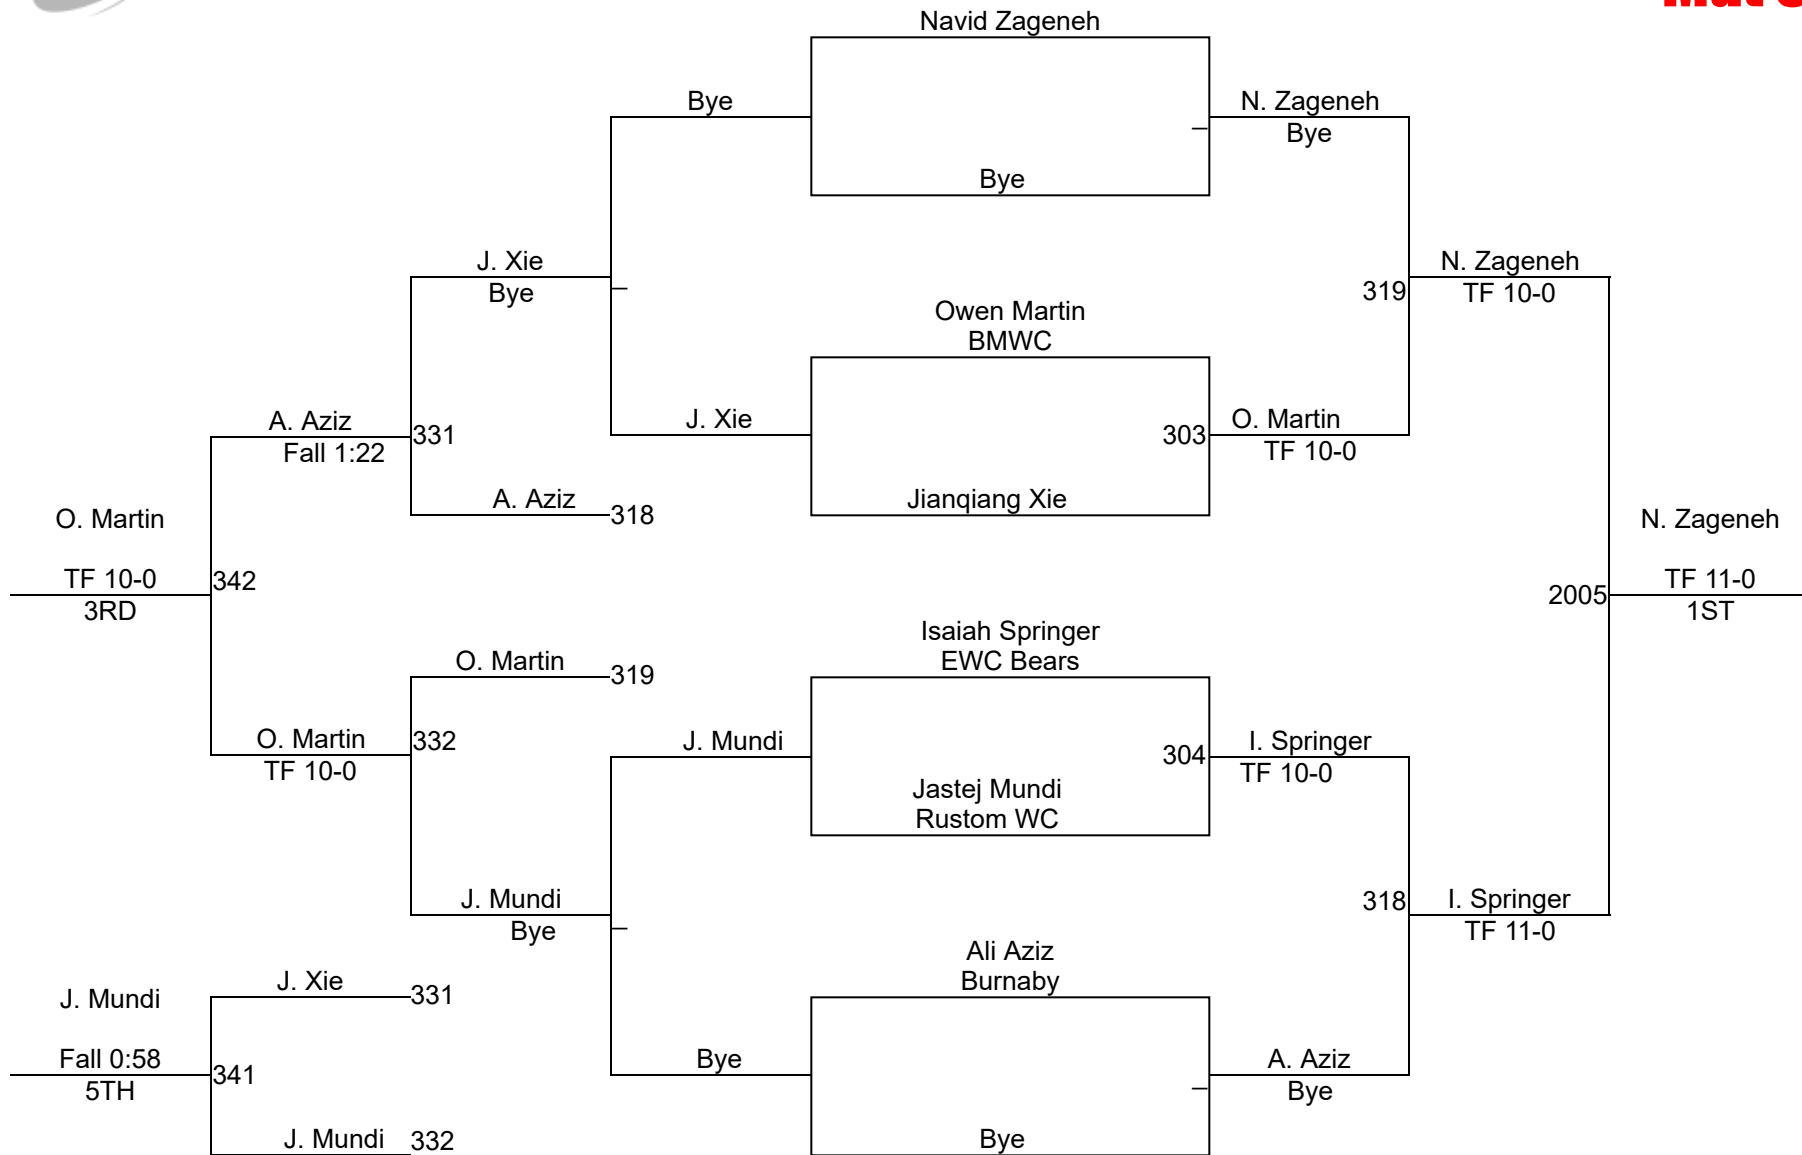 Navid Zageneh
Bye
N. Zageneh
Bye
Bye
J. Xie
Bye
N. Zageneh
319
TF 10-0
Owen Martin
BMWC
A. Aziz
331
Fall 1:22
J. Xie
303
O. Martin
TF 10-0
A. Aziz
318
Jianqiang Xie
O. Martin
N. Zageneh
TF 10-0
342
3RD
2005
TF 11-0
1ST
Isaiah Springer
EWC Bears
O. Martin
319
O. Martin
332
TF 10-0
J. Mundi
304
I. Springer
TF 10-0
Jastej Mundi
Rustom WC
J. Mundi
Bye
318
I. Springer
TF 11-0
Ali Aziz
Burnaby
J. Mundi
J. Xie
331
Fall 0:58
341
5TH
Bye
A. Aziz
Bye
J. Mundi
332
Bye